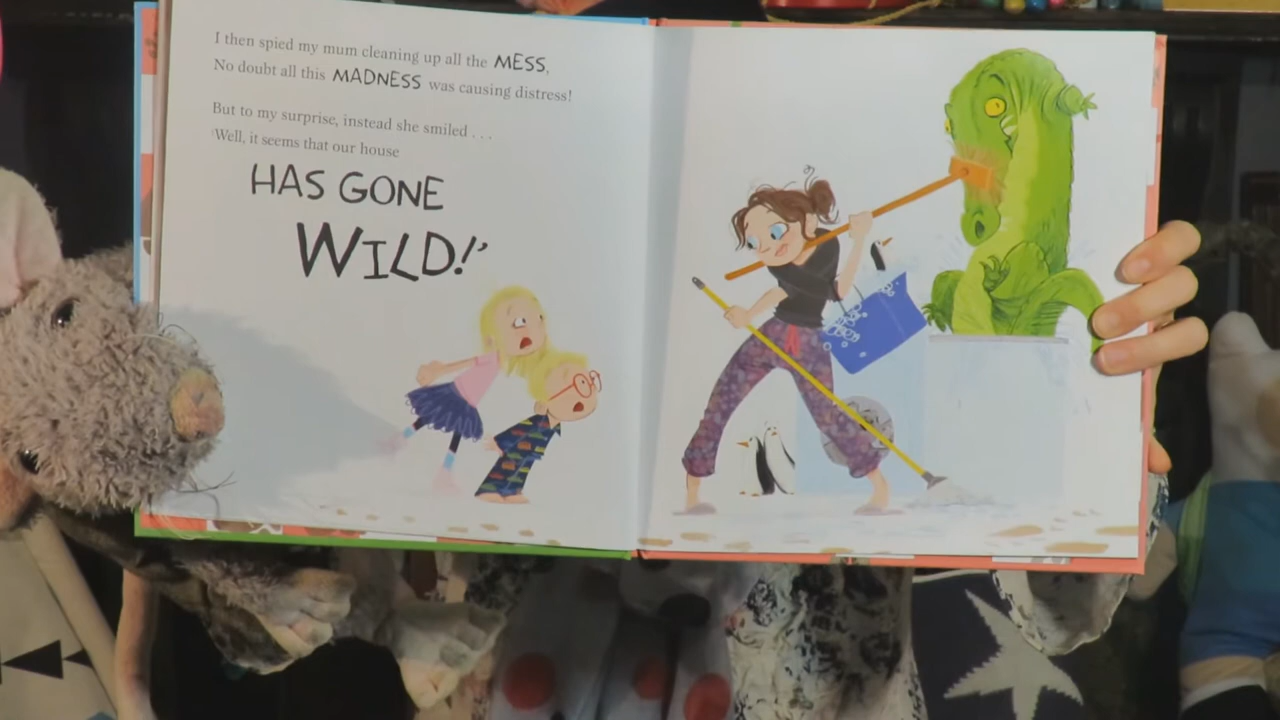 I then spied my mum cleaning up all the MESS,
No doubt all this MADNESS was causing distress!
But to my surprise, instead she smiled . . .
'Well, it seems that our house
HAS GONE
WILD!'